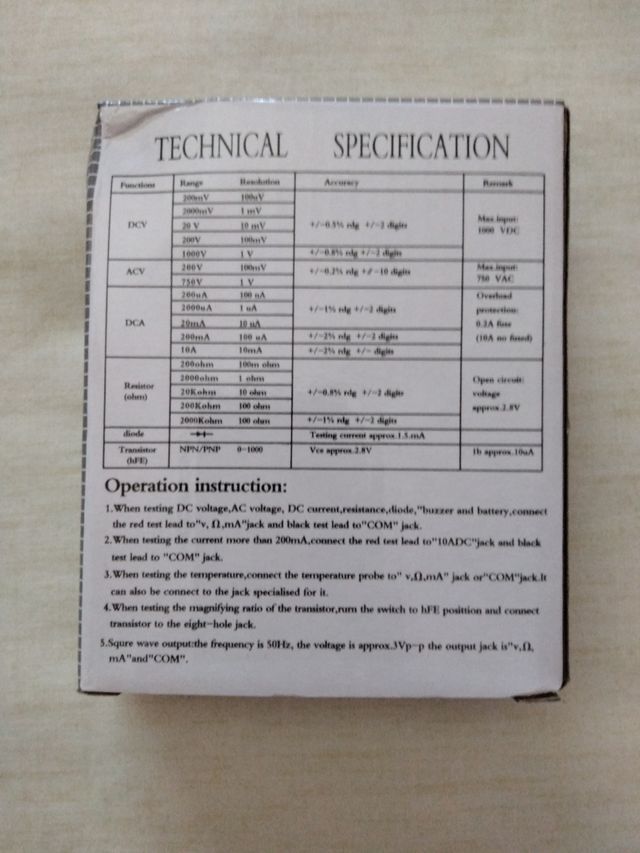 TECHNICAL SPECIFICATION
Functions Range Resolution Accuracy Remark
DCV 200mV 100uV +/-0.5% rdg +/-2 digits Max.input: 1000 VDC
2000mV 1 mV
20 V 10 mV
200V 100mV
1000V 1 V +/-0.8% rdg +/-2 digits
ACV 200V 100mV +/-0.2% rdg +/-10 digits Max.input: 750 VAC
750V 1 V
DCA 200uA 100 nA +/-1% rdg +/-2 digits Overload protection: 0.2A fuse (10A no fused)
2000uA 1 uA
20mA 10 uA
200mA 100 uA +/-2% rdg +/-2 digits
10A 10mA +/-2% rdg +/- digits
Resistor (ohm) 200ohm 100m ohm +/-0.8% rdg +/-2 digits Open circuit: voltage approx.2.8V
2000ohm 1 ohm
20Kohm 10 ohm
200Kohm 100 ohm
2000Kohm 100 ohm +/-1% rdg +/-2 digits
diode Testing current approx.1.5mA
Transistor (hFE) NPN/PNP 0-1000 Vce approx.2.8V Ib approx.10uA
Operation instruction:
1.When testing DC voltage,AC voltage, DC current,resistance,diode,"buzzer and battery,connect
the red test lead to"v, Ω,mA"jack and black test lead to"COM" jack.
2.When testing the current more than 200mA,connect the red test lead to"10ADC"jack and black
test lead to "COM" jack.
3.When testing the temperature,connect the temperature probe to" v,Ω,mA" jack or"COM"jack.It
can also be connect to the jack specialised for it.
4.When testing the magnifying ratio of the transistor,rurn the switch to hFE posittion and connect
transistor to the eight-hole jack.
5.Squre wave output:the frequency is 50Hz, the voltage is approx.3Vp-p the output jack is"v,Ω,
mA"and"COM".